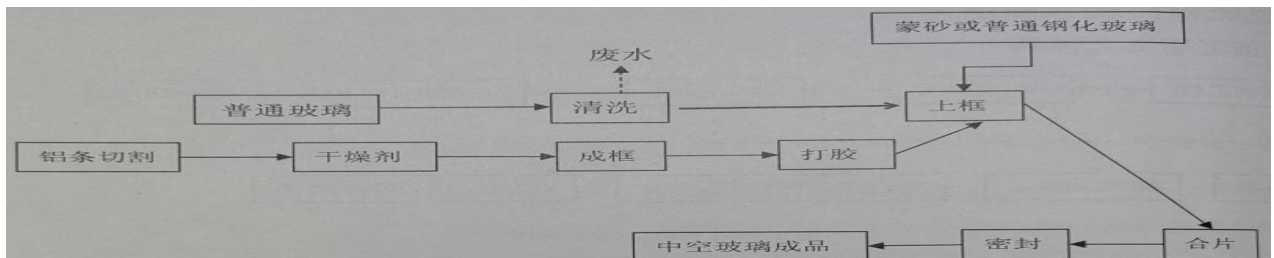 蒙砂或普通钢化玻璃
废水
普通玻璃
清洗
上框
铝条切割
干燥剂
成框
打胶
中空玻璃成品
密封
合片